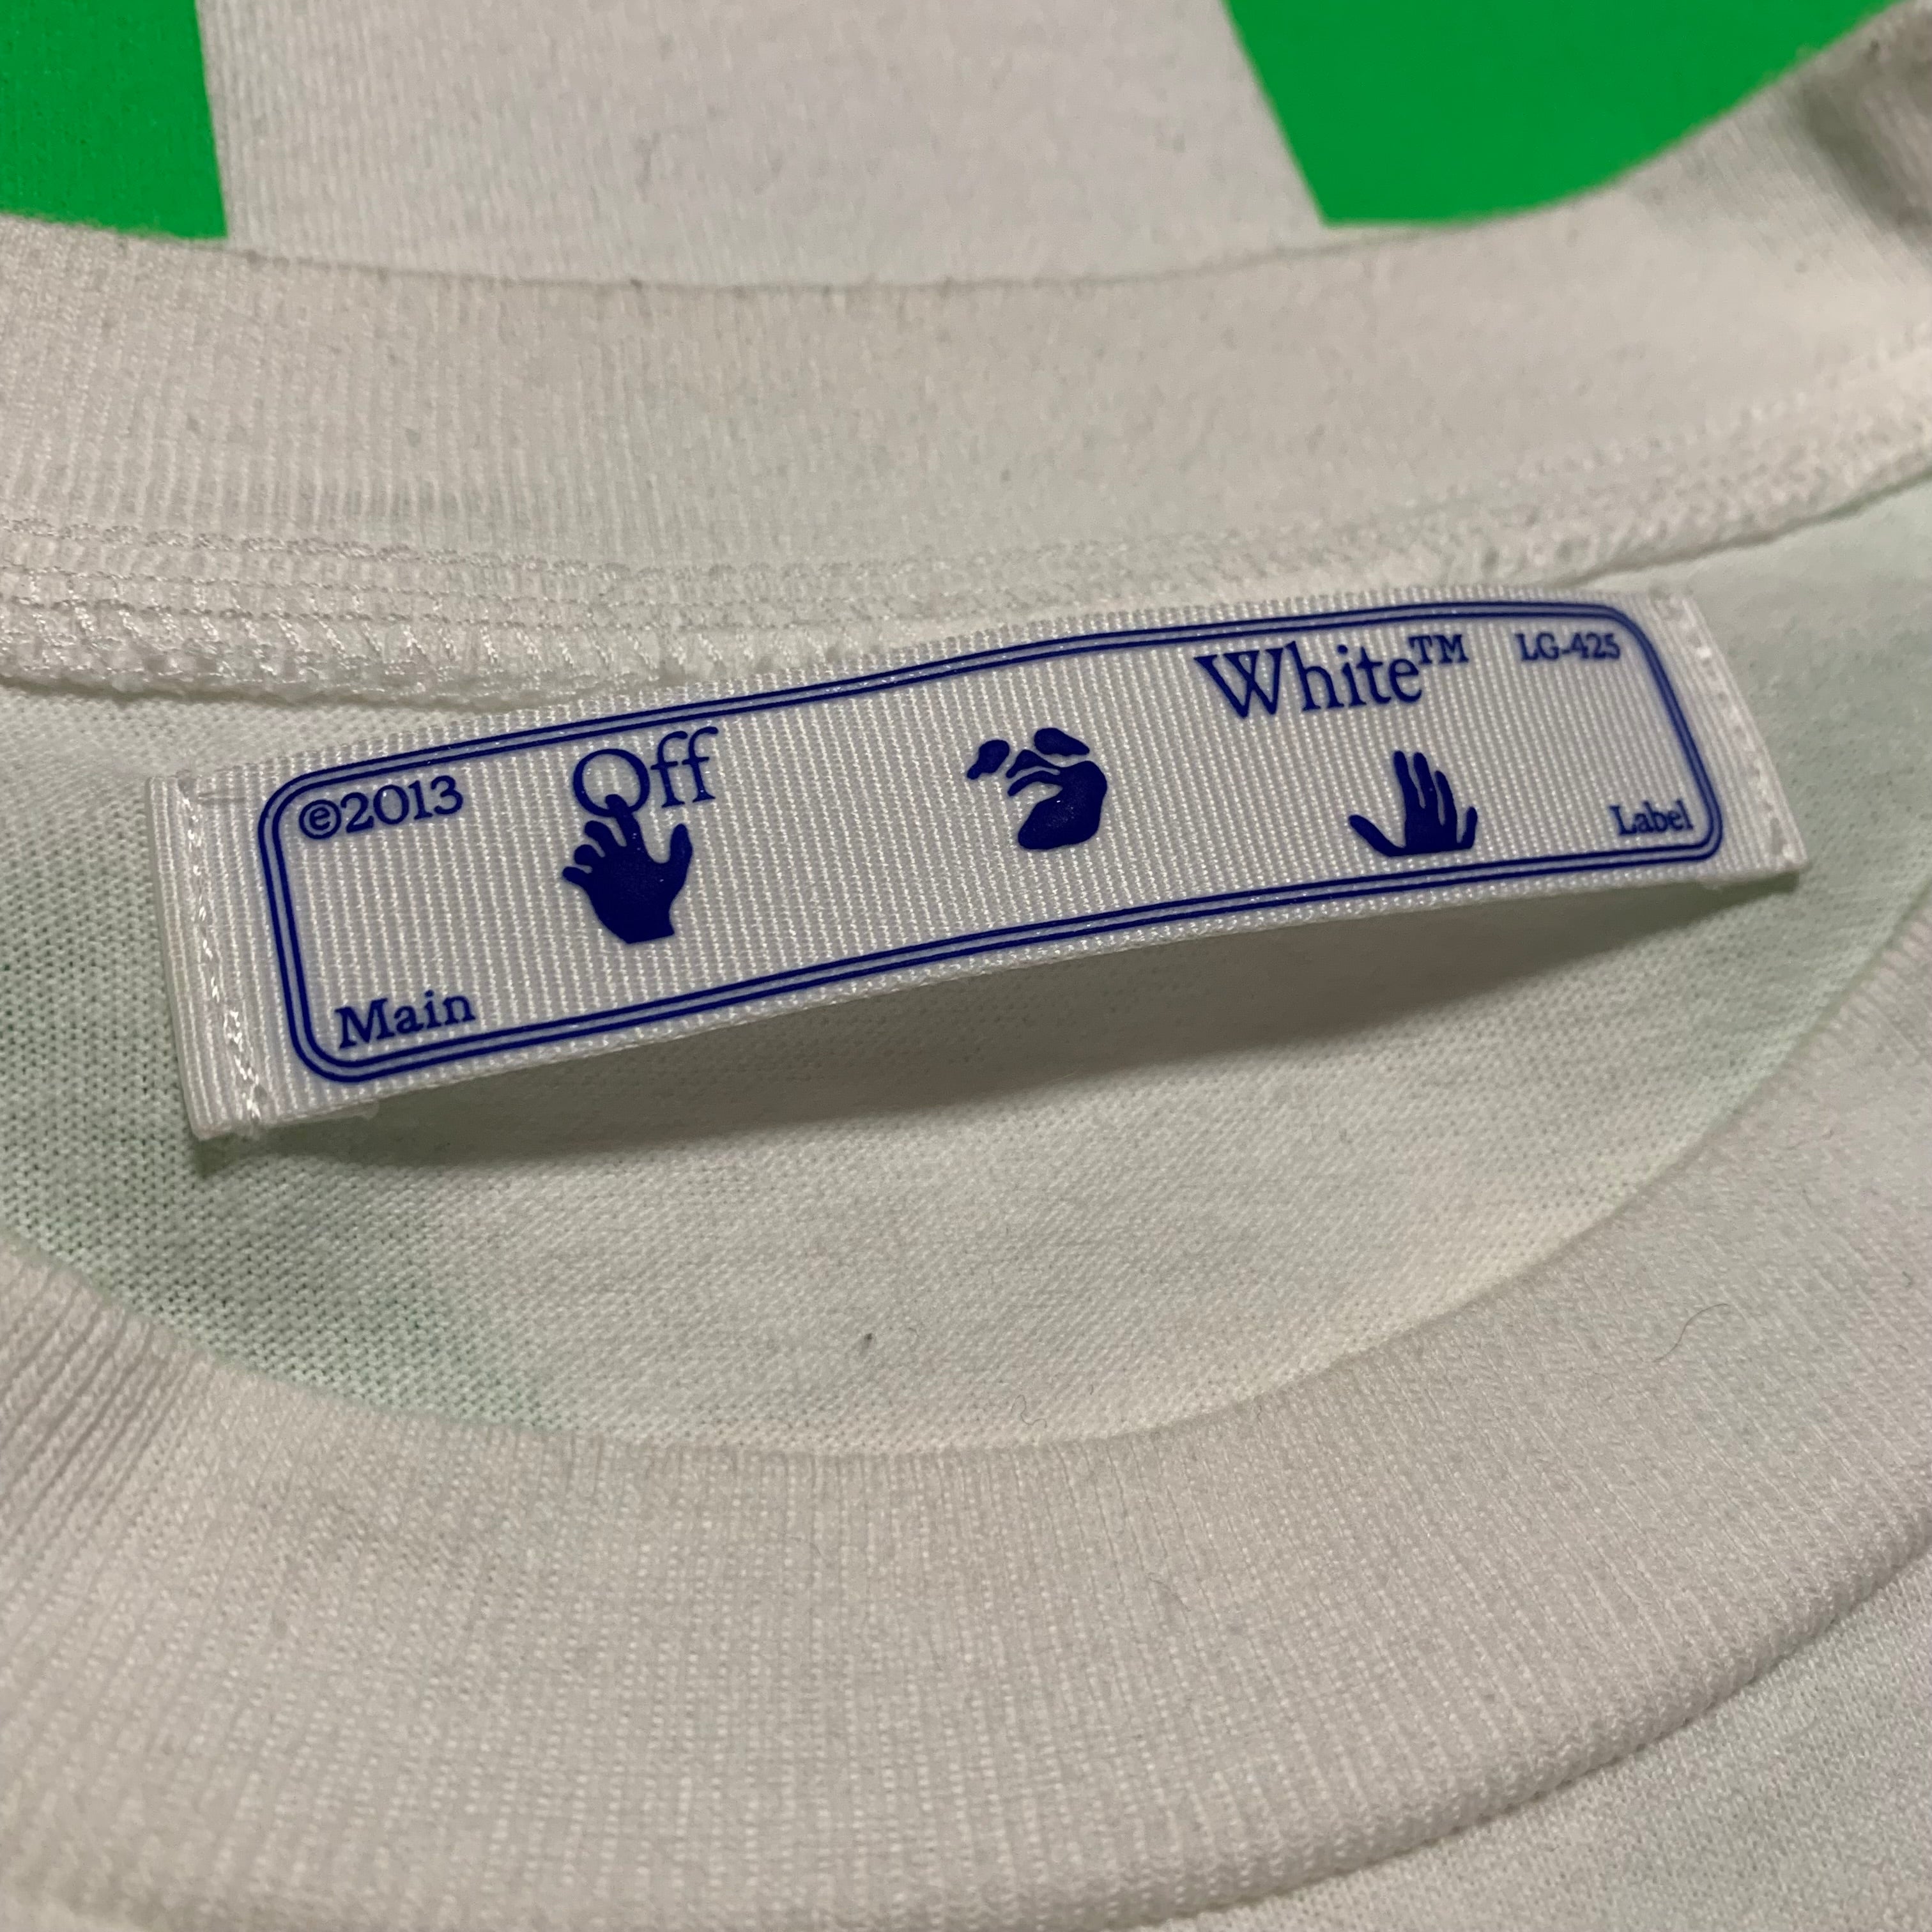 ©2013
Off
White™
LG-425
Main
Label